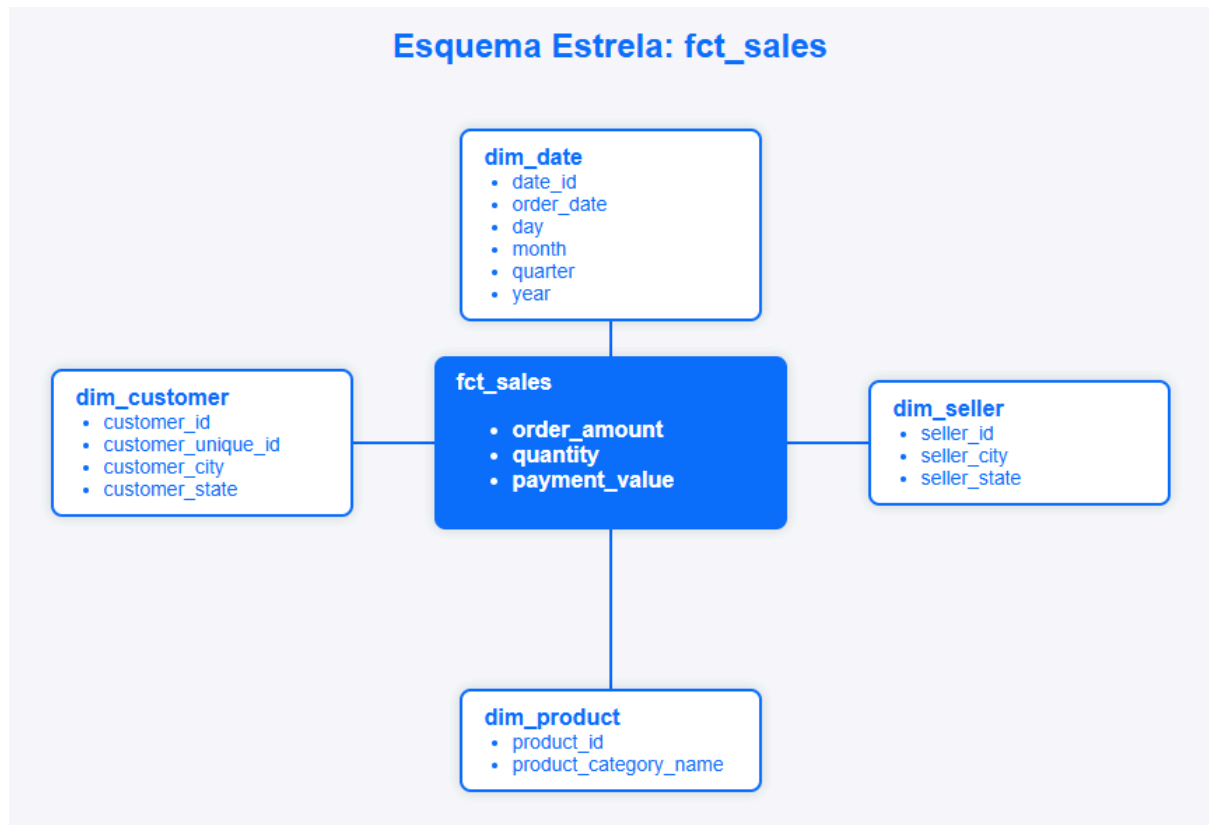 Esquema Estrela: fct_sales
dim_date
date_id
order_date
day
month
quarter
year
dim_customer
customer_id
customer_unique_id
customer_city
customer_state
fct_sales
order_amount
quantity
payment_value
dim_seller
seller_id
seller_city
seller_state
dim_product
product_id
product_category_name